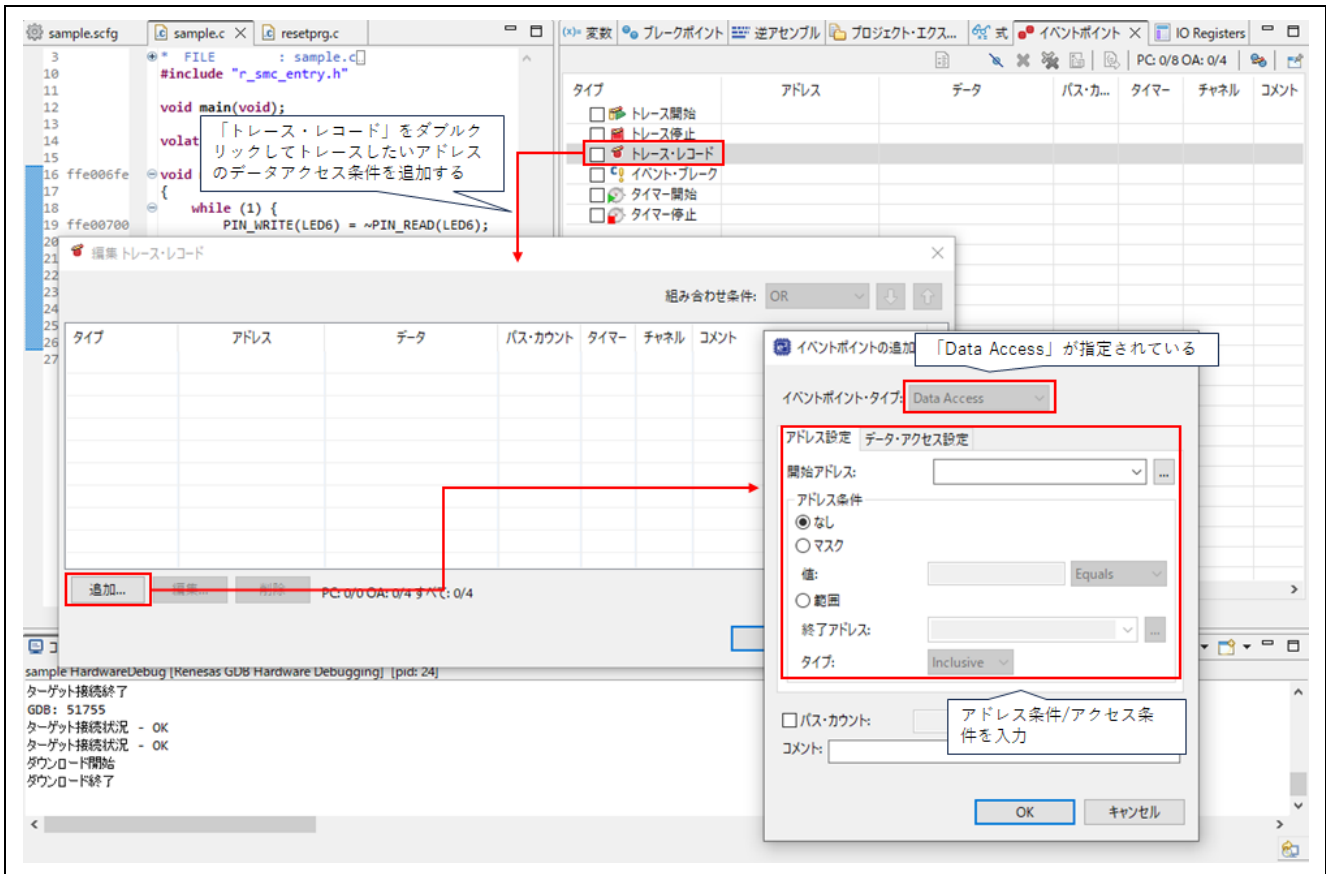 sample.scfg
sample.c
resetprg.c
(x)= 変数
ブレークポイント
逆アセンブル
プロジェクト・エクス...
式
イベントポイント
IO Registers
PC: 0/8 OA: 0/4
3 * FILE : sample.c
10 #include "r_smc_entry.h"
11
12 void main(void);
13
14 volat
15
16 ffe006fe void
17 {
18 while (1) {
19 ffe00700 PIN_WRITE(LED6) = ~PIN_READ(LED6);
20
21
22
23
24
25
26
27
「トレース・レコード」をダブルク
リックしてトレースしたいアドレス
のデータアクセス条件を追加する
タイプ アドレス データ パス・カ... タイマー チャネル コメント
トレース開始
トレース停止
トレース・レコード
イベント・ブレーク
タイマー開始
タイマー停止
編集 トレース・レコード
組み合わせ条件: OR
タイプ アドレス データ パス・カウント タイマー チャネル コメント
追加... 編集... 削除 PC: 0/0 OA: 0/4 すべて: 0/4
イベントポイントの追加
「Data Access」が指定されている
イベントポイント・タイプ: Data Access
アドレス設定 データ・アクセス設定
開始アドレス: ...
アドレス条件
なし
マスク
値: Equals
範囲
終了アドレス: ...
タイプ: Inclusive
アドレス条件/アクセス条
件を入力
パス・カウント:
コメント:
OK キャンセル
sample HardwareDebug [Renesas GDB Hardware Debugging] [pid: 24]
ターゲット接続終了
GDB: 51755
ターゲット接続状況 - OK
ターゲット接続状況 - OK
ダウンロード開始
ダウンロード終了